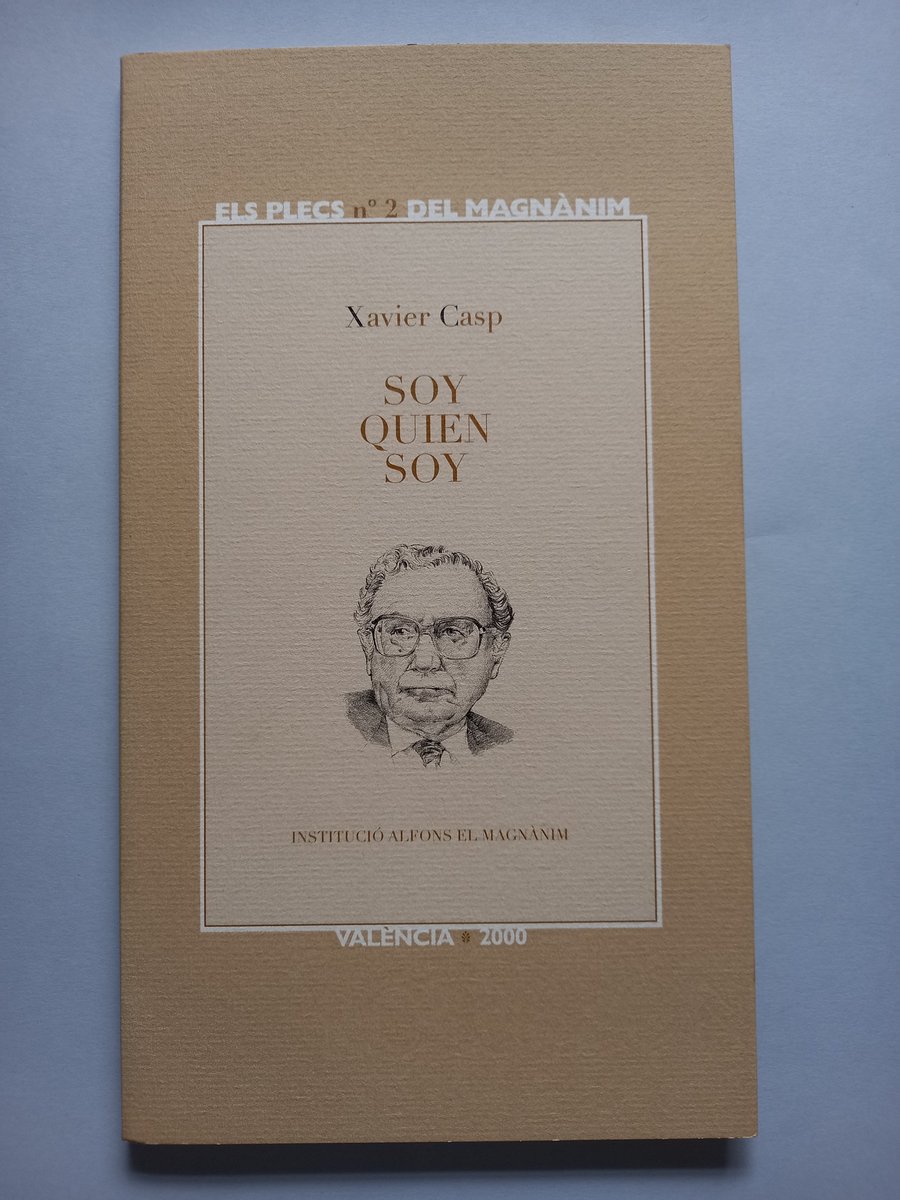 ELS PLECS nº 2 DEL MAGNÀNIM
Xavier Casp
SOY
QUIEN
SOY
INSTITUCIÓ ALFONS EL MAGNÀNIM
VALÈNCIA * 2000